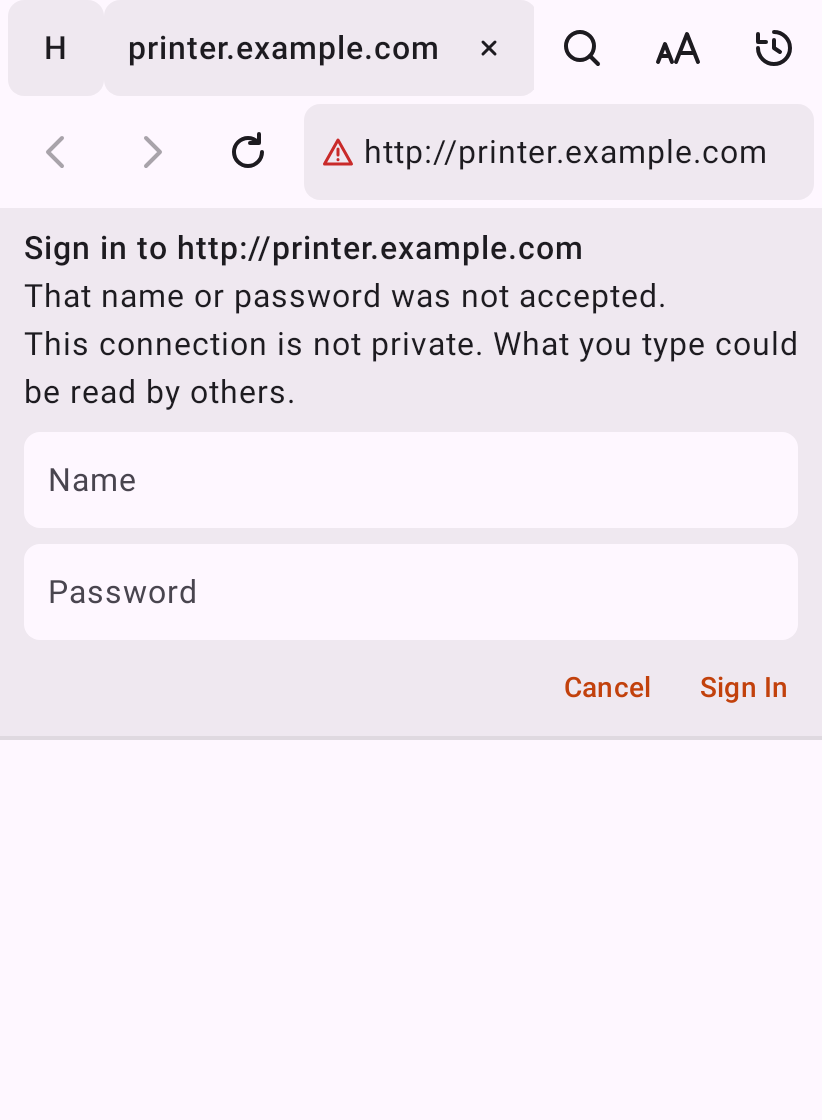 H
printer.example.com
AA
http://printer.example.com
Sign in to http://printer.example.com
That name or password was not accepted.
This connection is not private. What you type could
be read by others.
Name
Password
Cancel
Sign In